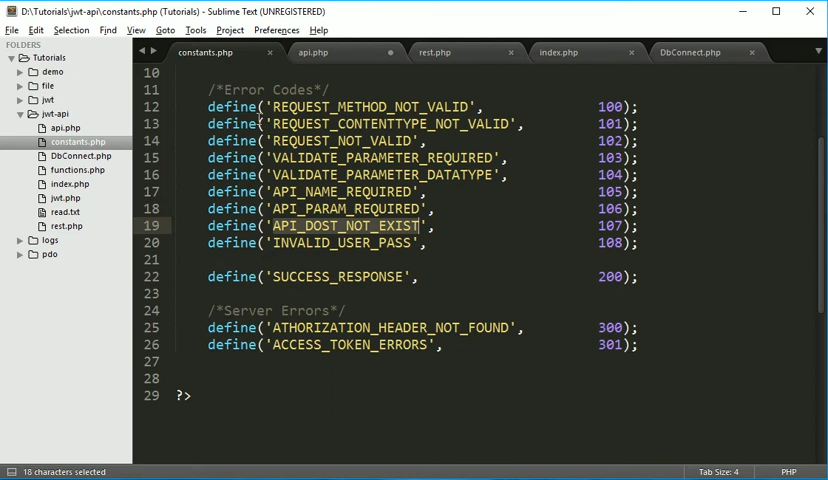 D:\Tutorials\jwt-api\constants.php (Tutorials) - Sublime Text (UNREGISTERED)
File Edit Selection Find View Goto Tools Project Preferences Help
FOLDERS
Tutorials
demo
file
jwt
jwt-api
api.php
constants.php
DbConnect.php
functions.php
index.php
jwt.php
read.txt
rest.php
logs
pdo
constants.php × api.php rest.php × index.php × DbConnect.php ×
10
11 /*Error Codes*/
12 define('REQUEST_METHOD_NOT_VALID', 100);
13 define('REQUEST_CONTENTTYPE_NOT_VALID', 101);
14 define('REQUEST_NOT_VALID', 102);
15 define('VALIDATE_PARAMETER_REQUIRED', 103);
16 define('VALIDATE_PARAMETER_DATATYPE', 104);
17 define('API_NAME_REQUIRED', 105);
18 define('API_PARAM_REQUIRED', 106);
19 define('API_DOST_NOT_EXIST', 107);
20 define('INVALID_USER_PASS', 108);
21
22 define('SUCCESS_RESPONSE', 200);
23
24 /*Server Errors*/
25 define('ATHORIZATION_HEADER_NOT_FOUND', 300);
26 define('ACCESS_TOKEN_ERRORS', 301);
27
28
29 ?>
18 characters selected Tab Size: 4 PHP